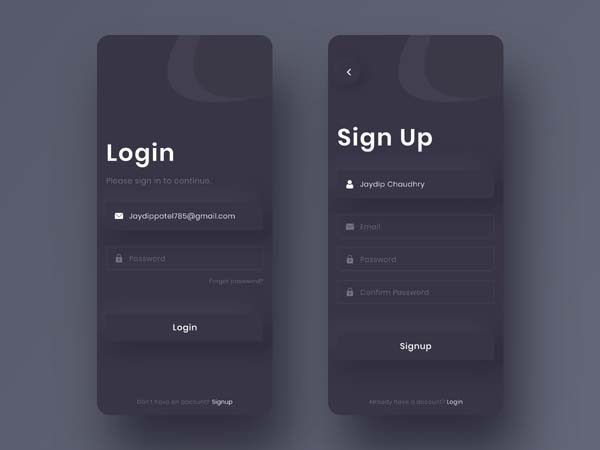 Login
Please sign in to continue.
Jaydippatel785@gmail.com
Password
Forgot password?
Login
Don't have an account? Signup
Sign Up
Jaydip Chaudhry
Email
Password
Confirm Password
Signup
Already have a account? Login